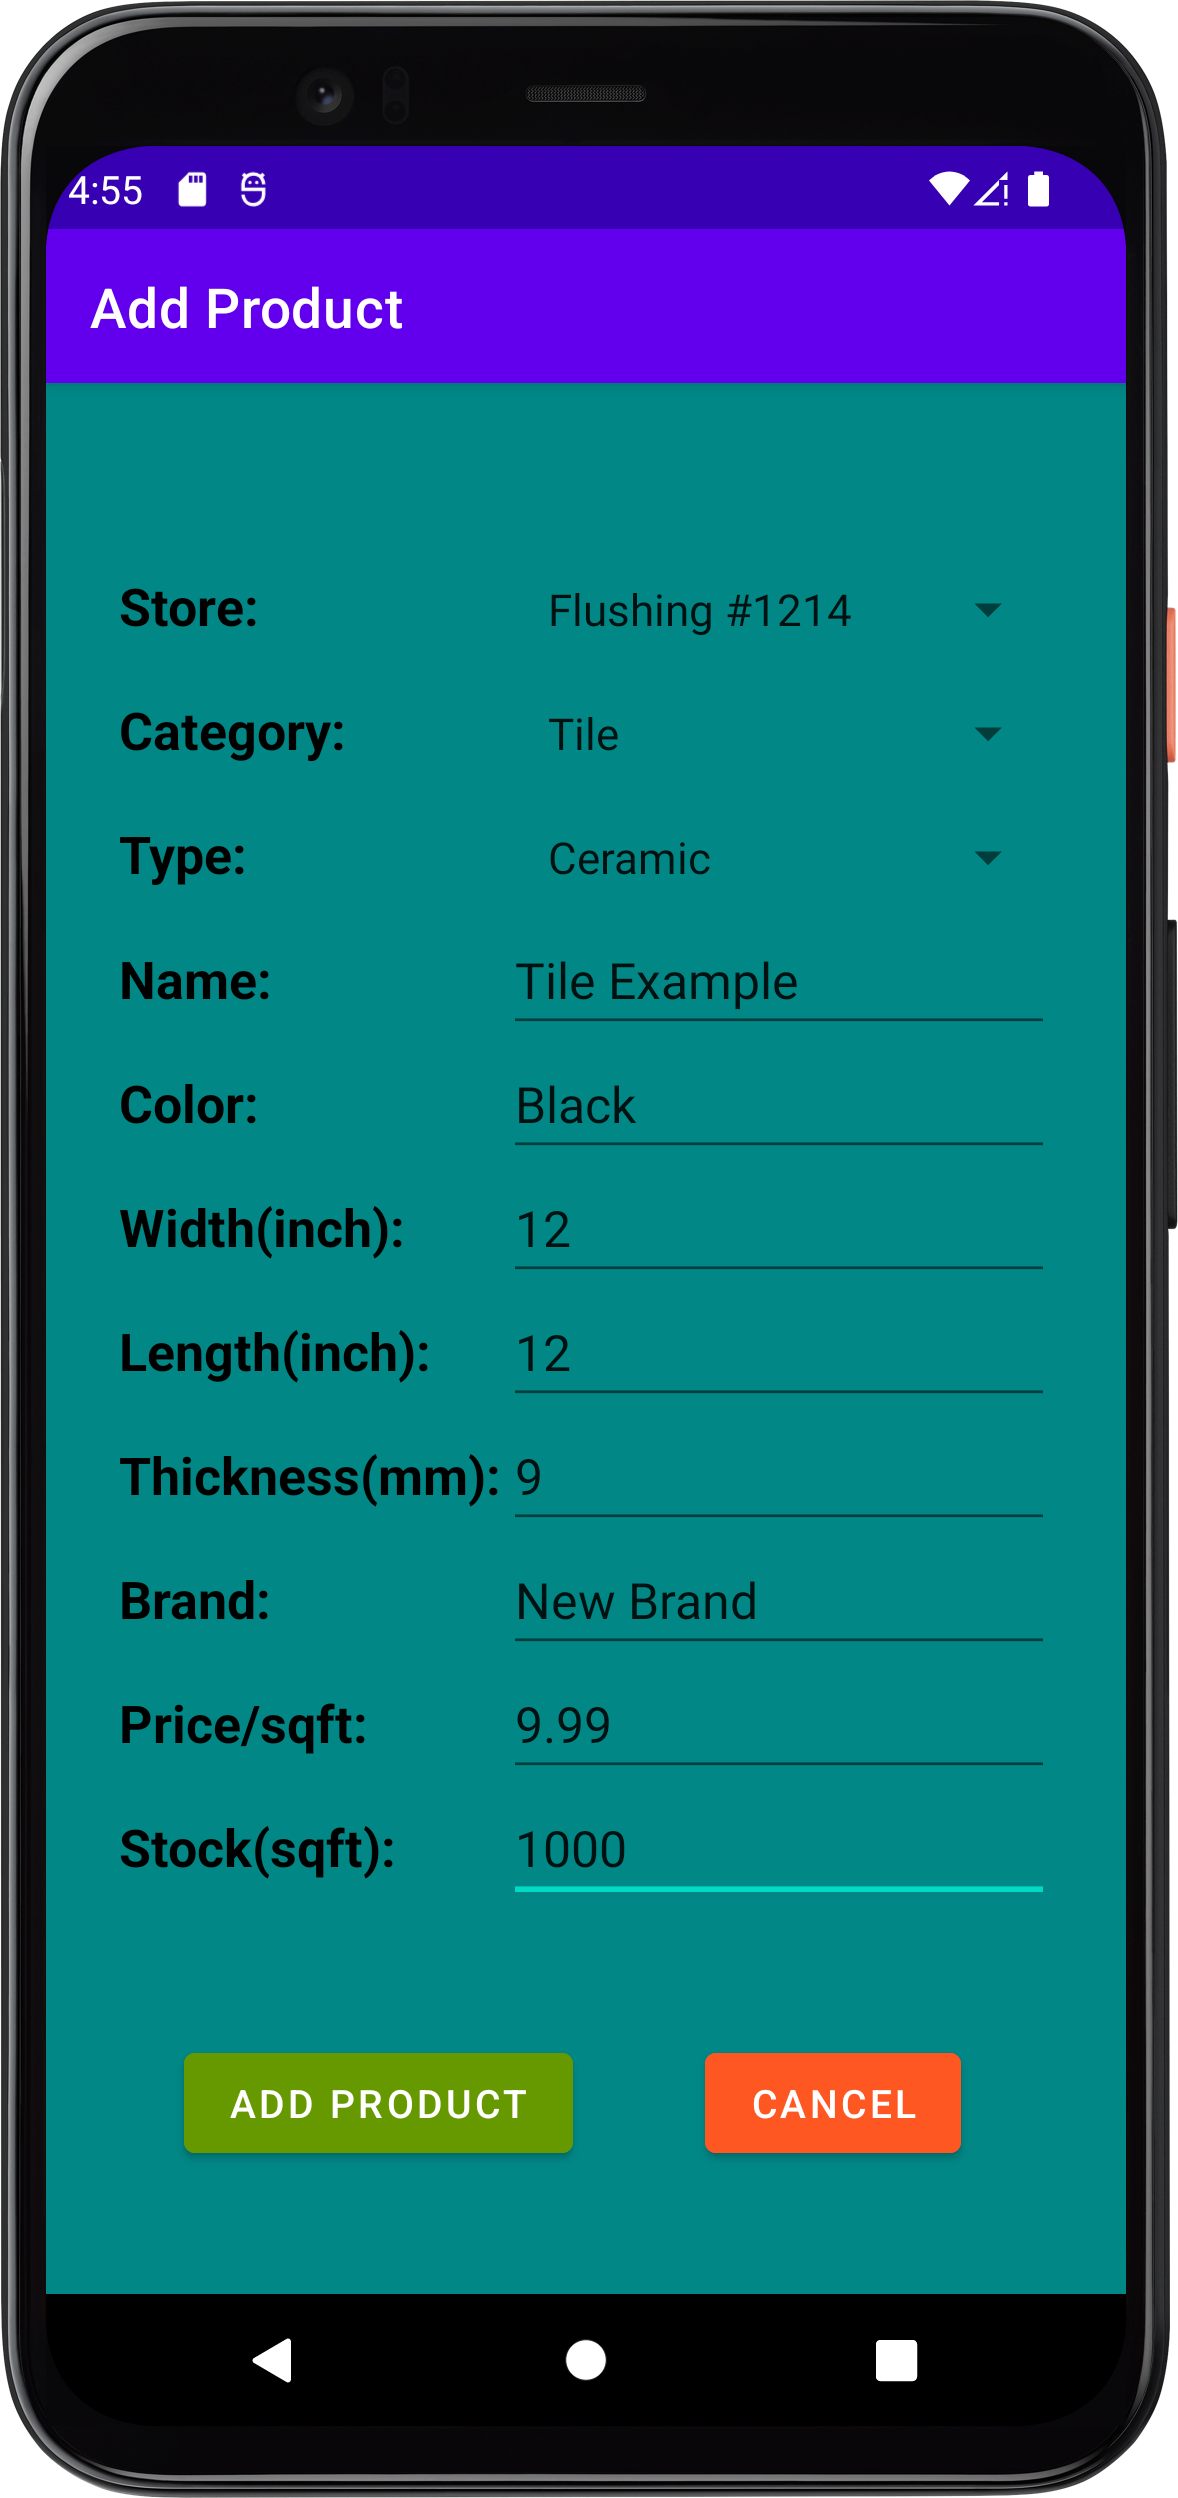 4:55
Add Product
Store: Flushing #1214
Category: Tile
Type: Ceramic
Name: Tile Example
Color: Black
Width(inch): 12
Length(inch): 12
Thickness(mm): 9
Brand: New Brand
Price/sqft: 9.99
Stock(sqft): 1000
ADD PRODUCT CANCEL